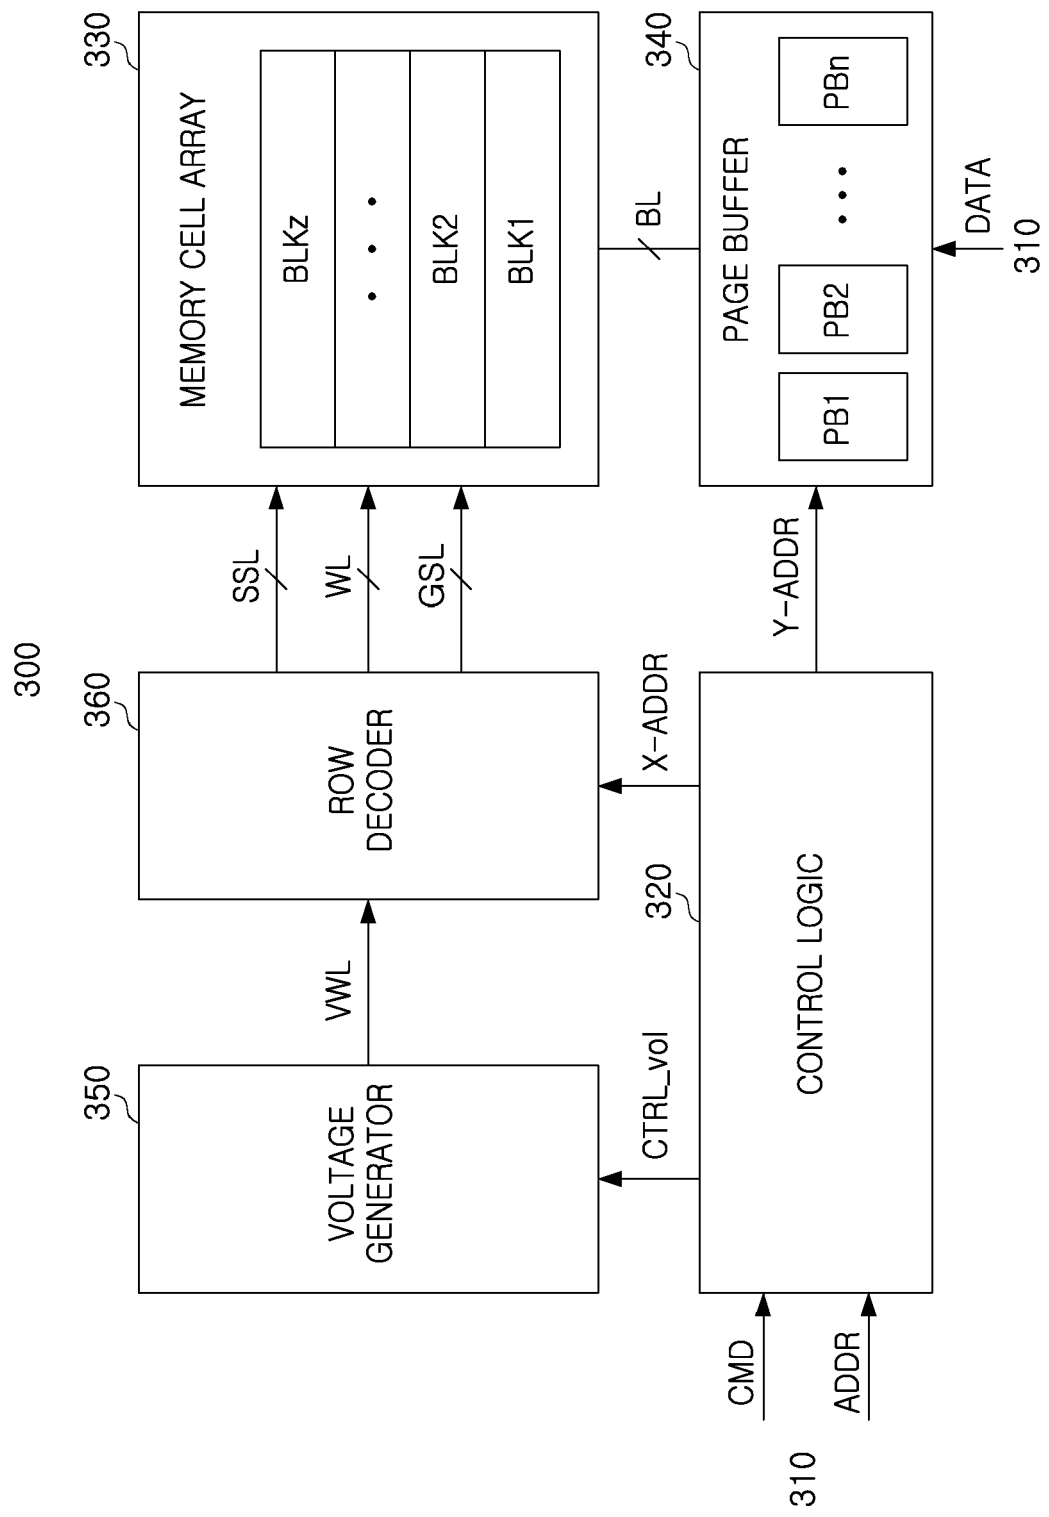 300
350
VOLTAGE
GENERATOR
VWL
360
ROW
DECODER
SSL
WL
GSL
330
MEMORY CELL ARRAY
BLKz
BLK2
BLK1
CTRL_vol
320
X-ADDR
BL
340
PAGE BUFFER
PB1
PB2
PBn
CMD
ADDR
310
CONTROL LOGIC
Y-ADDR
DATA
310